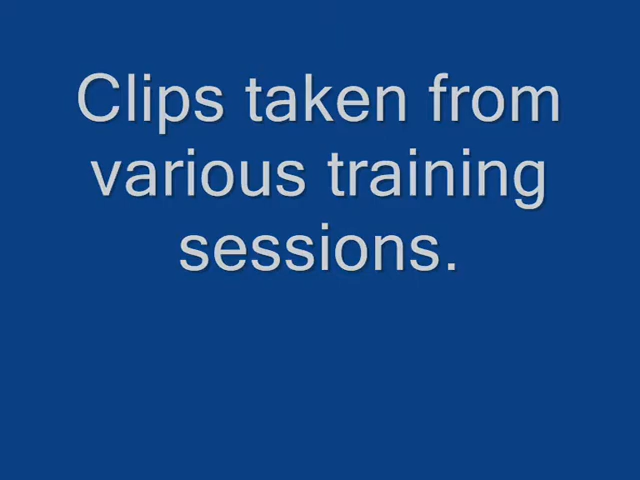 Clips taken from
various training
sessions.